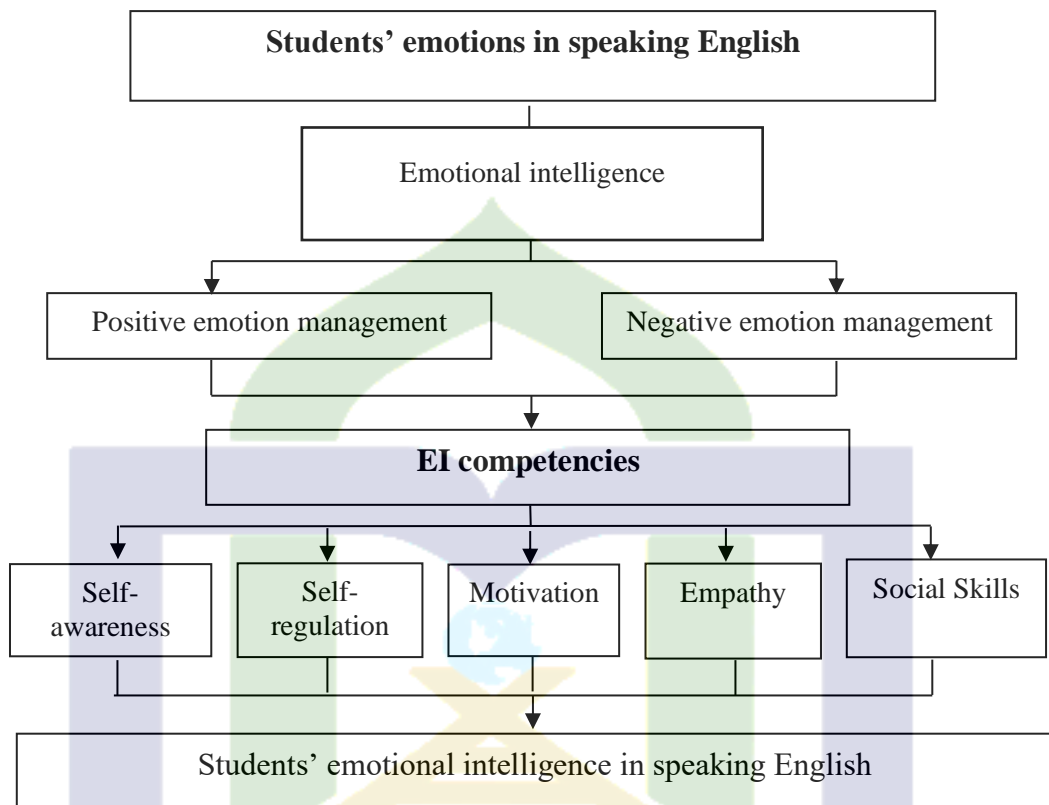 Students’ emotions in speaking English
Emotional intelligence
Positive emotion management
Negative emotion management
EI competencies
Self-
awareness
Self-
regulation
Motivation
Empathy
Social Skills
Students’ emotional intelligence in speaking English